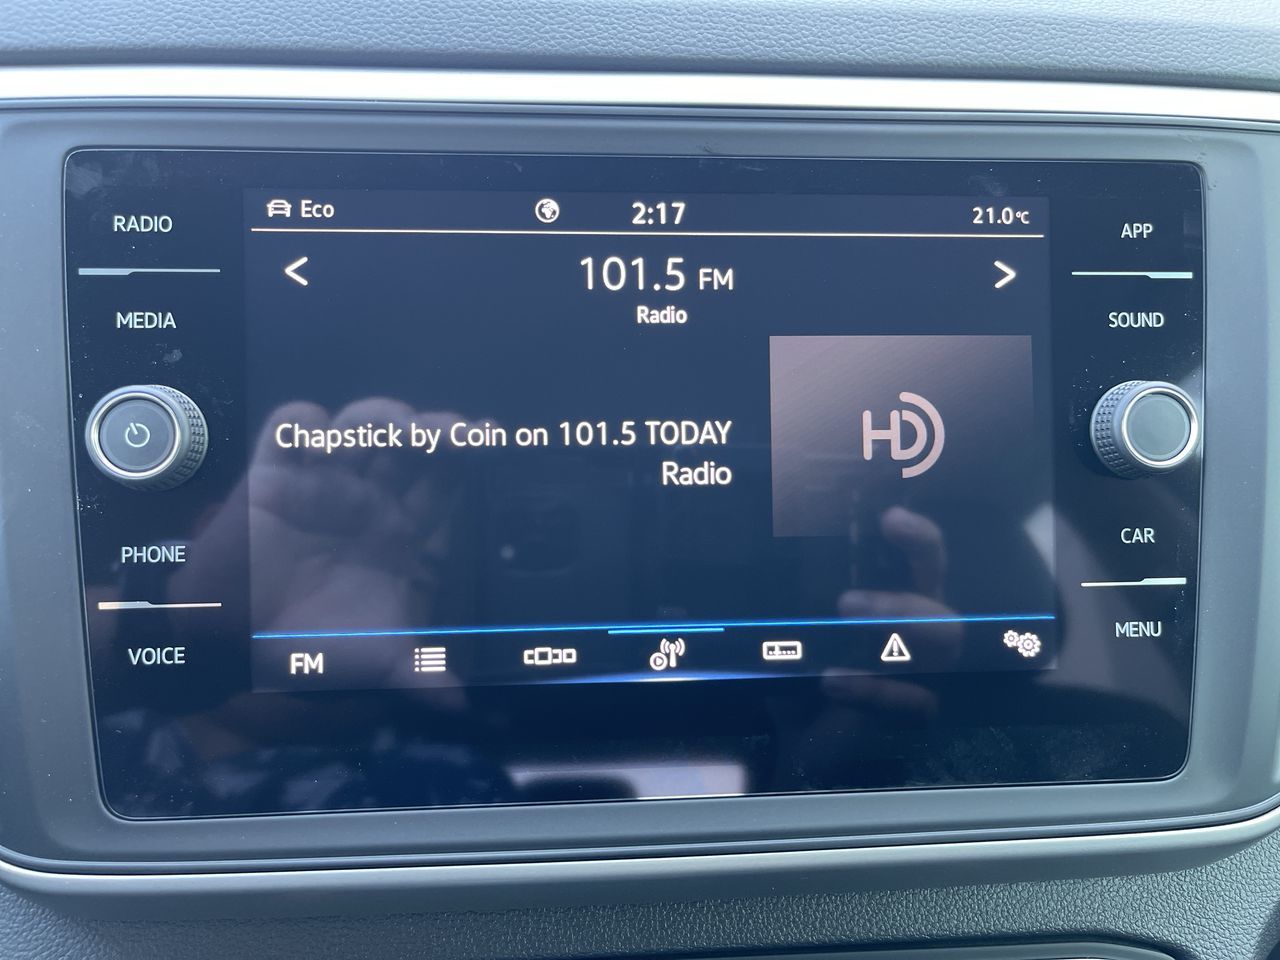 RADIO
MEDIA
PHONE
VOICE
Eco
2:17
21.0°C
101.5 FM
Radio
Chapstick by Coin on 101.5 TODAY
Radio
HD
FM
APP
SOUND
CAR
MENU